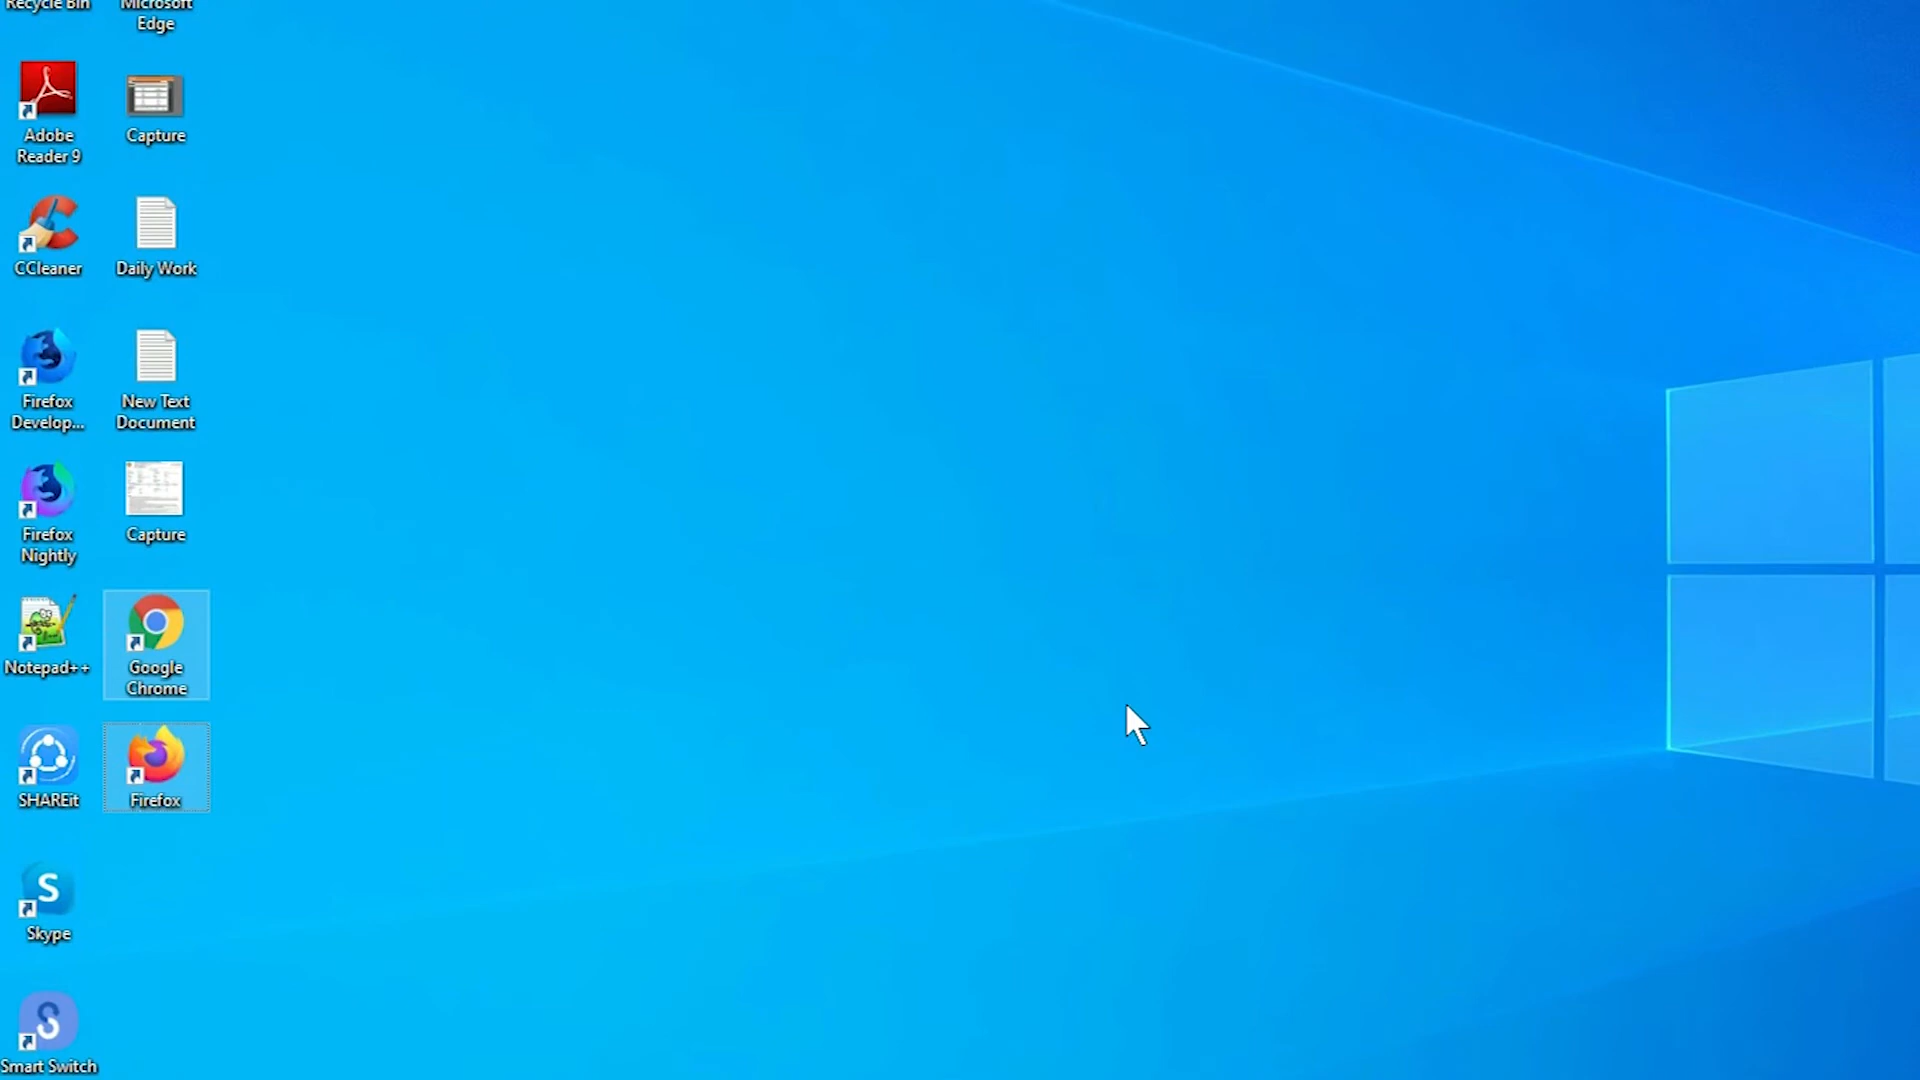 Recycle Bin
Microsoft
Edge
Adobe
Reader 9
Capture
CCleaner
Daily Work
Firefox
Develop...
New Text
Document
Firefox
Nightly
Capture
Notepad++
Google
Chrome
SHAREit
Firefox
S
Skype
S
Smart Switch